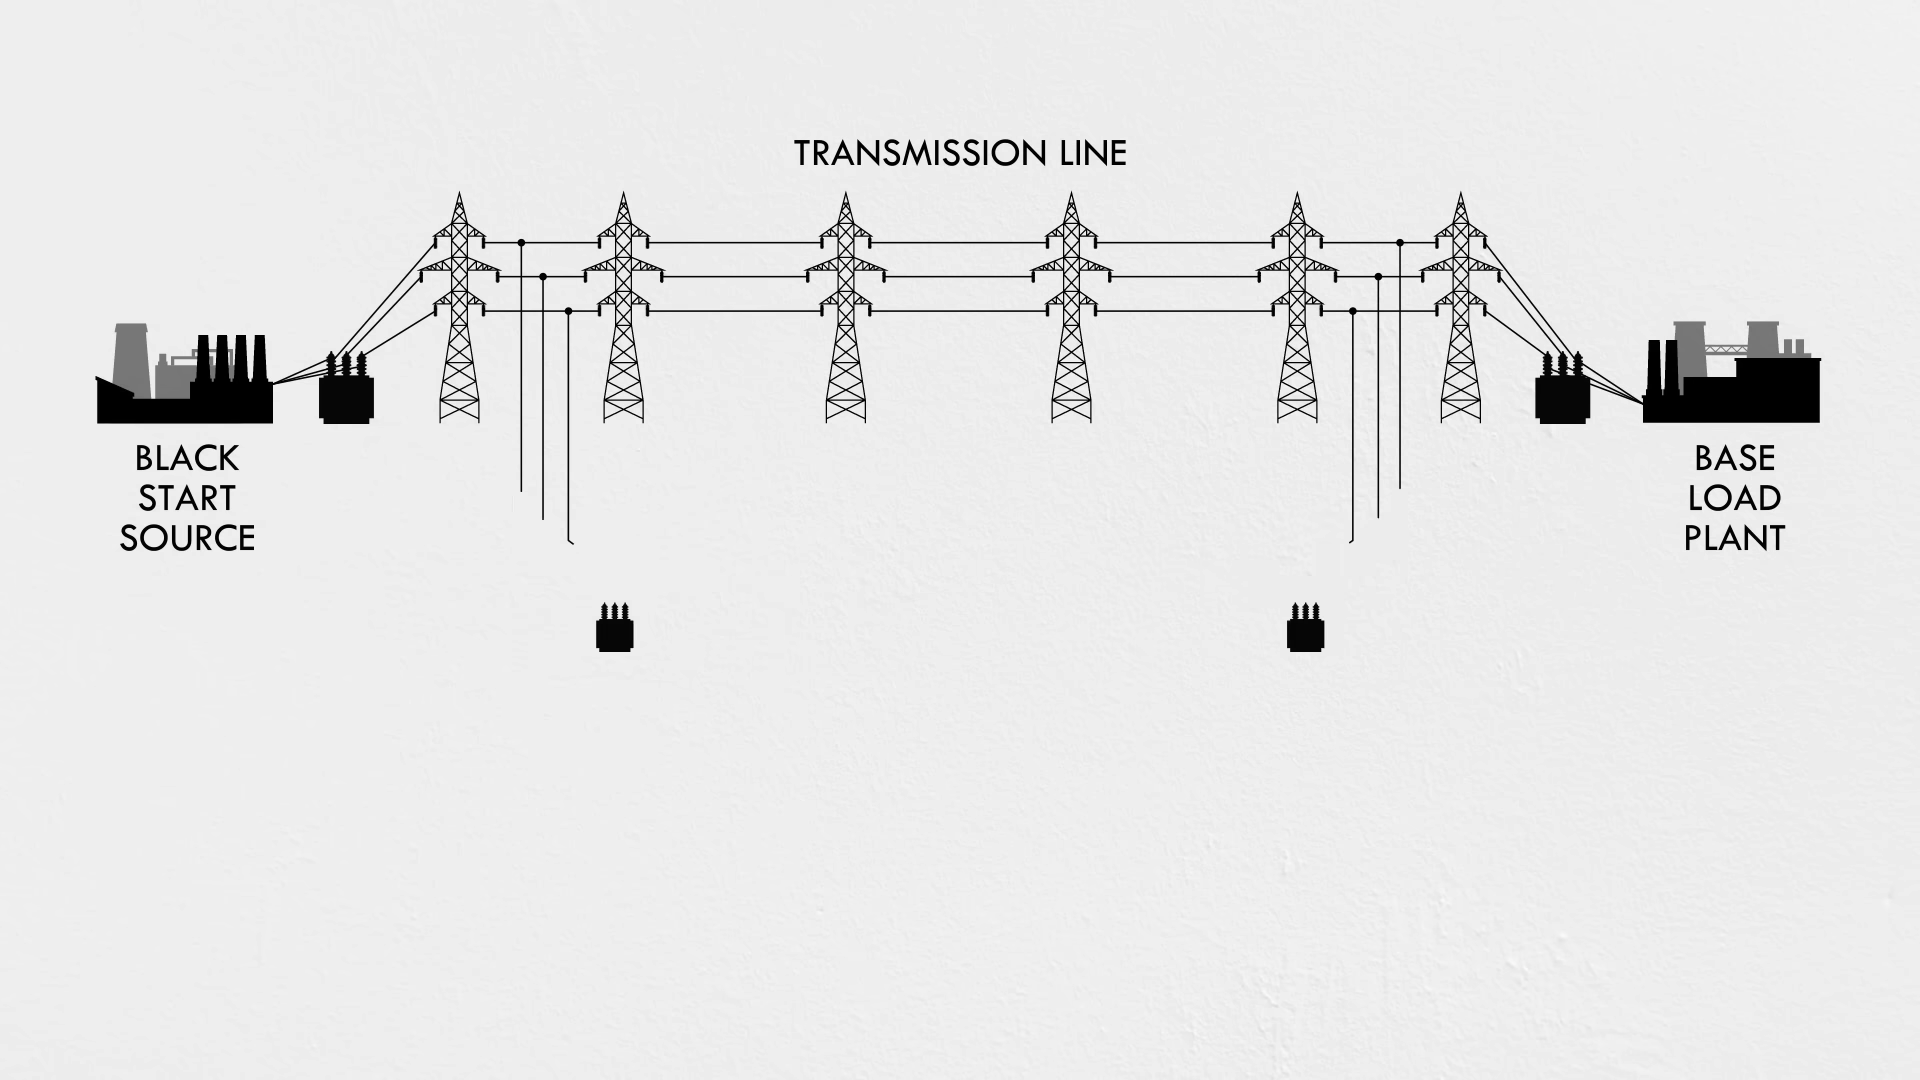 TRANSMISSION LINE
BLACK
START
SOURCE
BASE
LOAD
PLANT